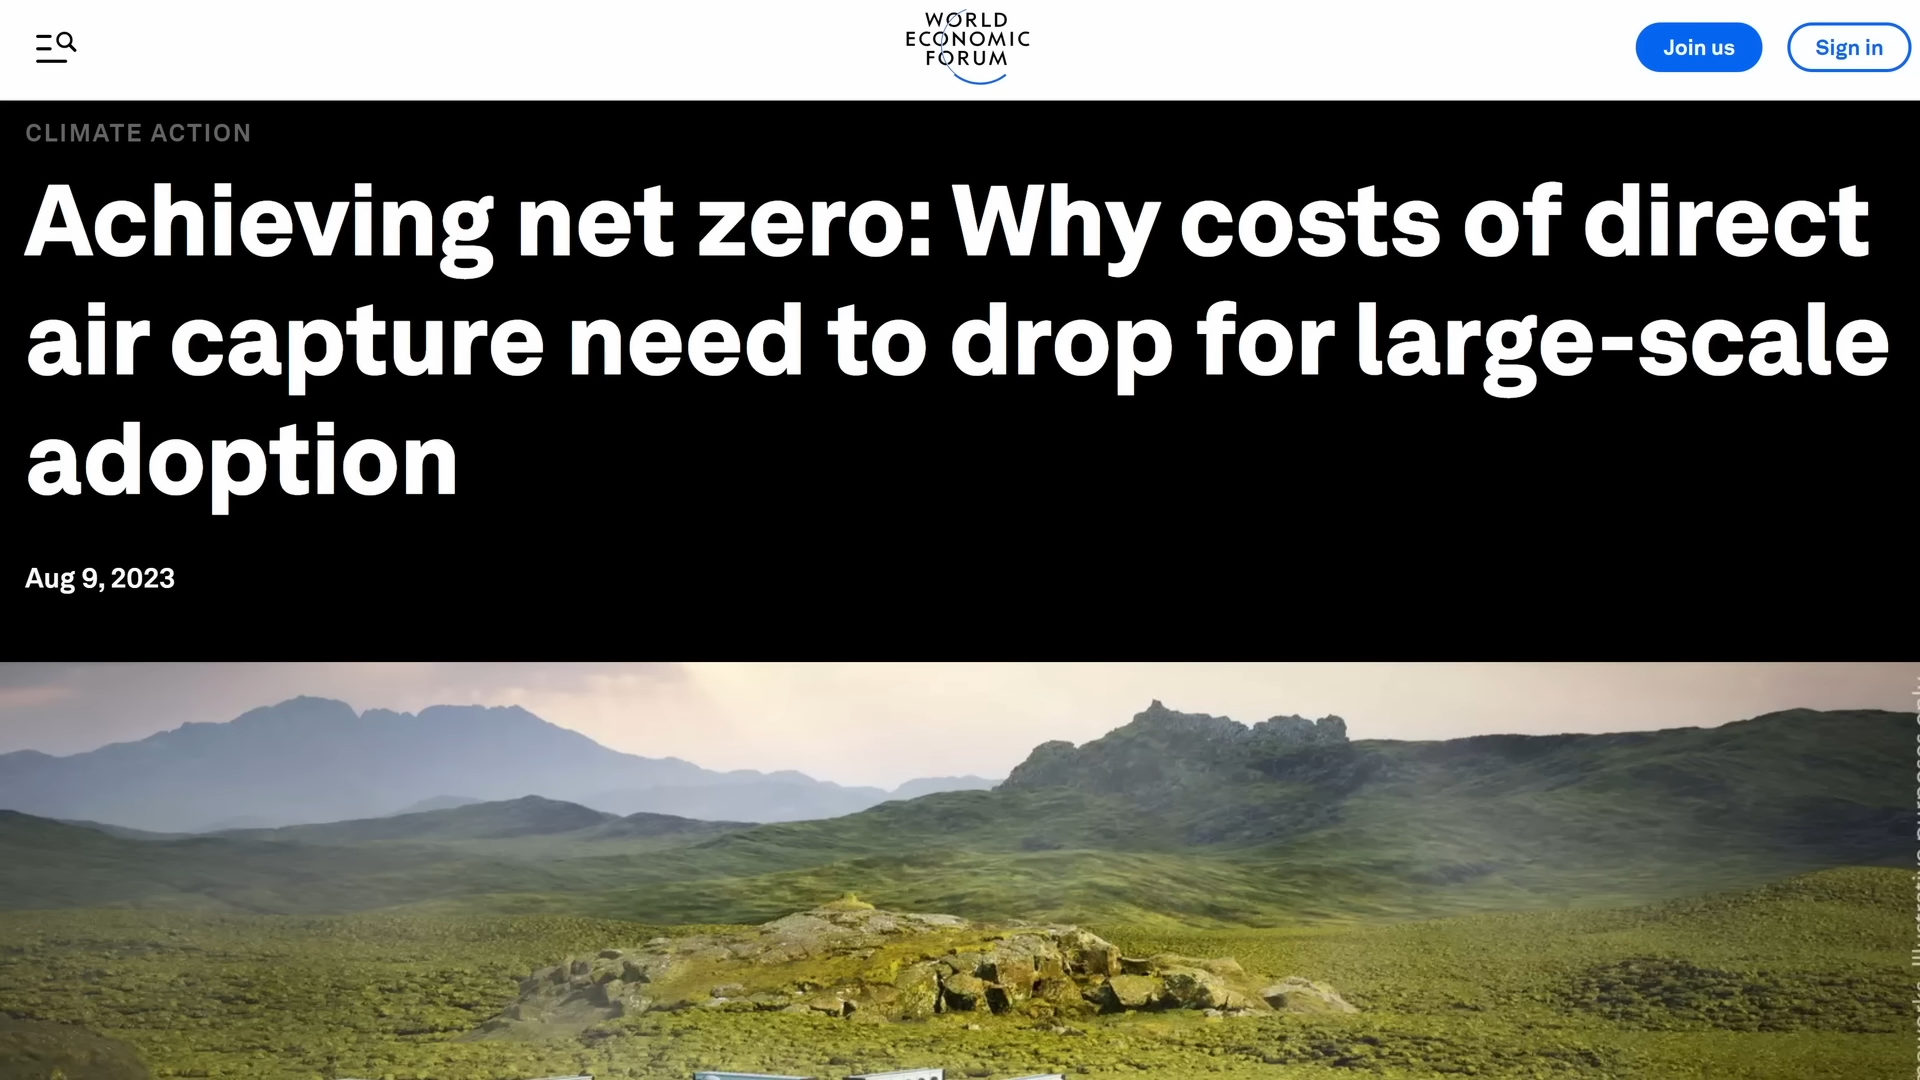 WORLD
ECONOMIC
FORUM
Join us
Sign in
CLIMATE ACTION
Achieving net zero: Why costs of direct
air capture need to drop for large-scale
adoption
Aug 9, 2023